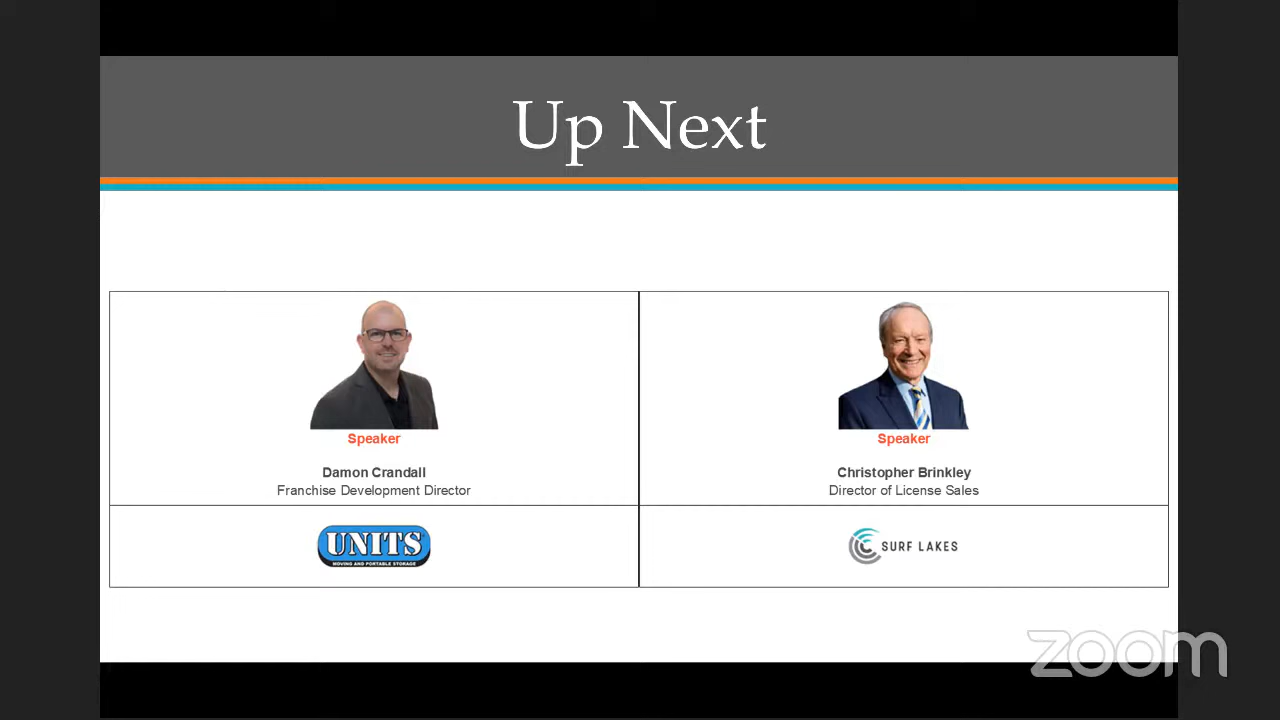 Up Next
Speaker
Damon Crandall
Franchise Development Director
UNITS
MOVING AND PORTABLE STORAGE
Speaker
Christopher Brinkley
Director of License Sales
SURF LAKES
zoom